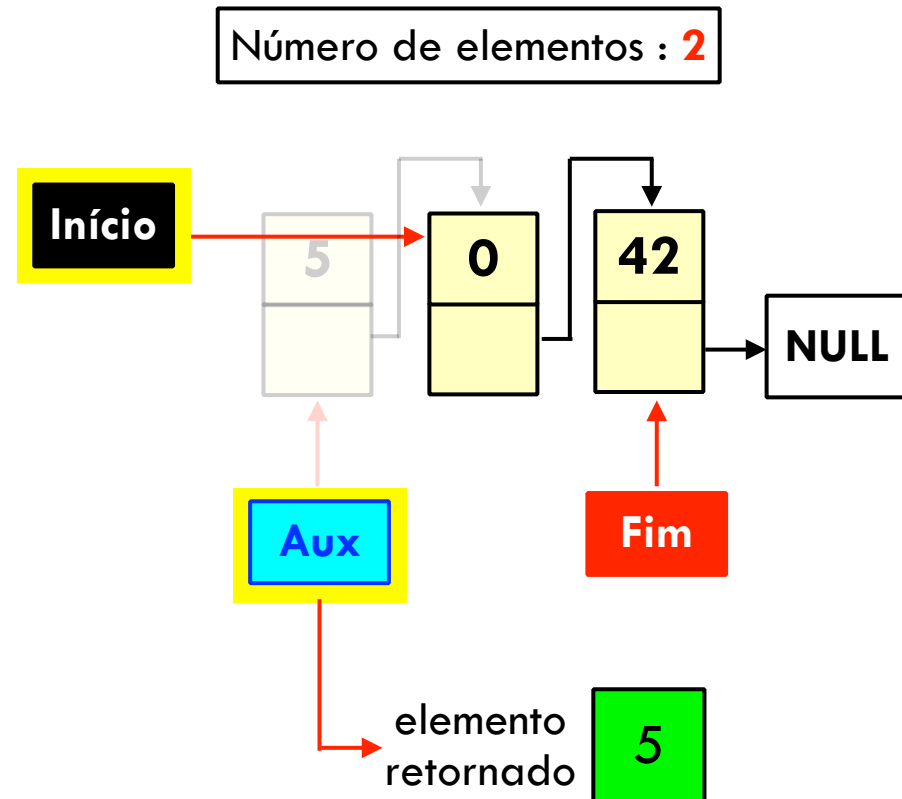 Número de elementos : 2
Início
5
0
42
NULL
Aux
Fim
elemento
retornado
5